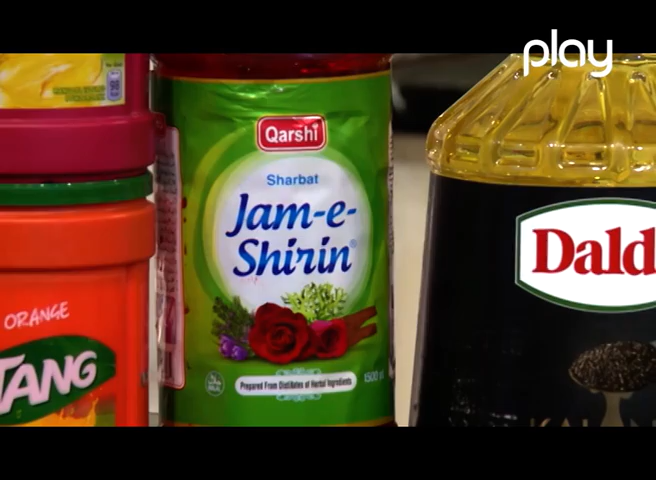 play
Qarshi
Sharbat
Jam-e-
Shirin®
Prepared From Distillates of Herbal Ingredients
1500 ml
ORANGE
TANG
Dald